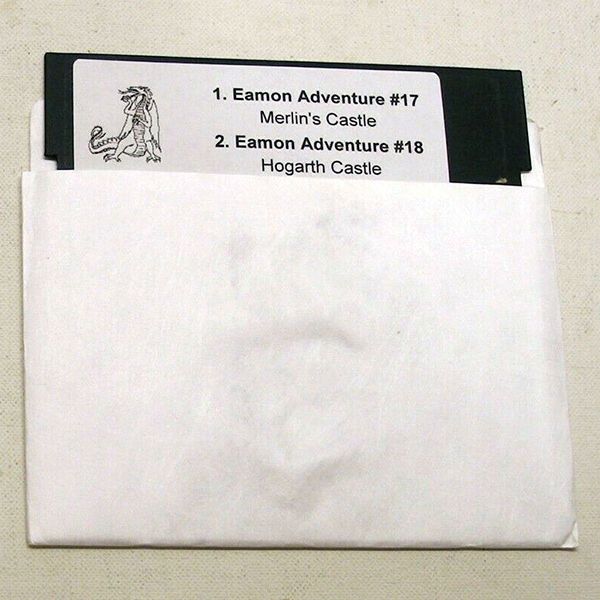 1. Eamon Adventure #17
Merlin's Castle
2. Eamon Adventure #18
Hogarth Castle